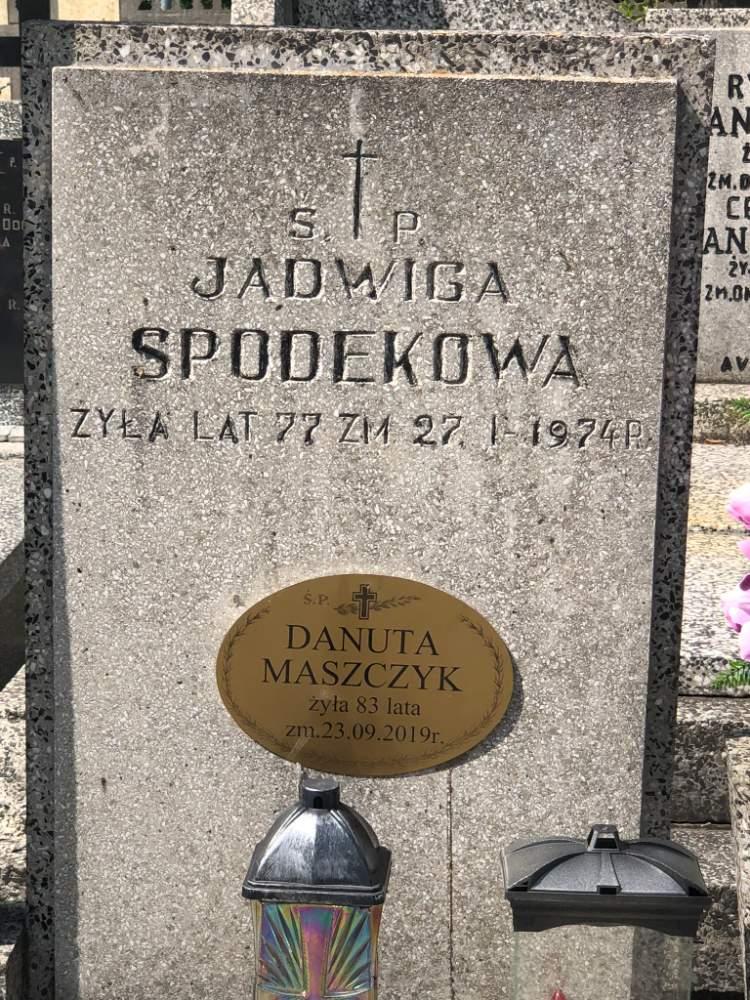 Ś. P.
JADWIGA
SPODEKOWA
ŻYŁA LAT 77 ZM 27. I - 1974 R.
Ś.P.
DANUTA
MASZCZYK
żyła 83 lata
zm.23.09.2019r.